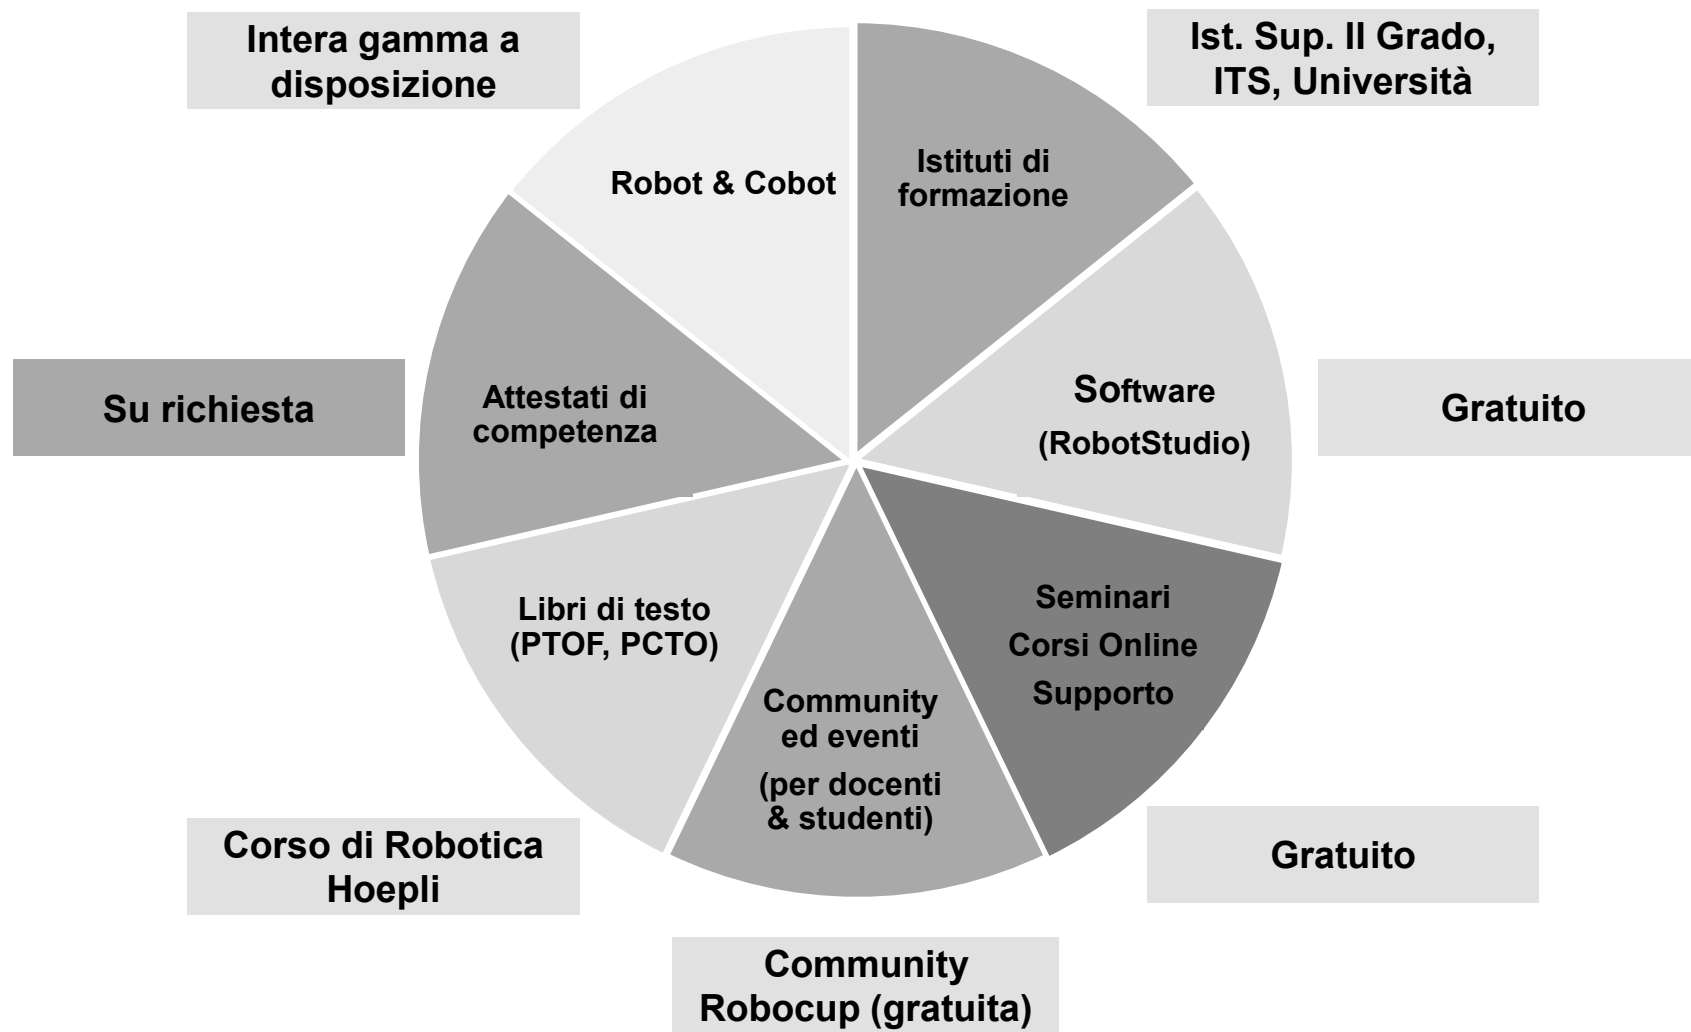 Intera gamma a
disposizione
Ist. Sup. II Grado,
ITS, Università
Robot & Cobot
Istituti di
formazione
Su richiesta
Attestati di
competenza
Software
(RobotStudio)
Gratuito
Libri di testo
(PTOF, PCTO)
Seminari
Corsi Online
Supporto
Community
ed eventi
(per docenti
& studenti)
Corso di Robotica
Hoepli
Gratuito
Community
Robocup (gratuita)